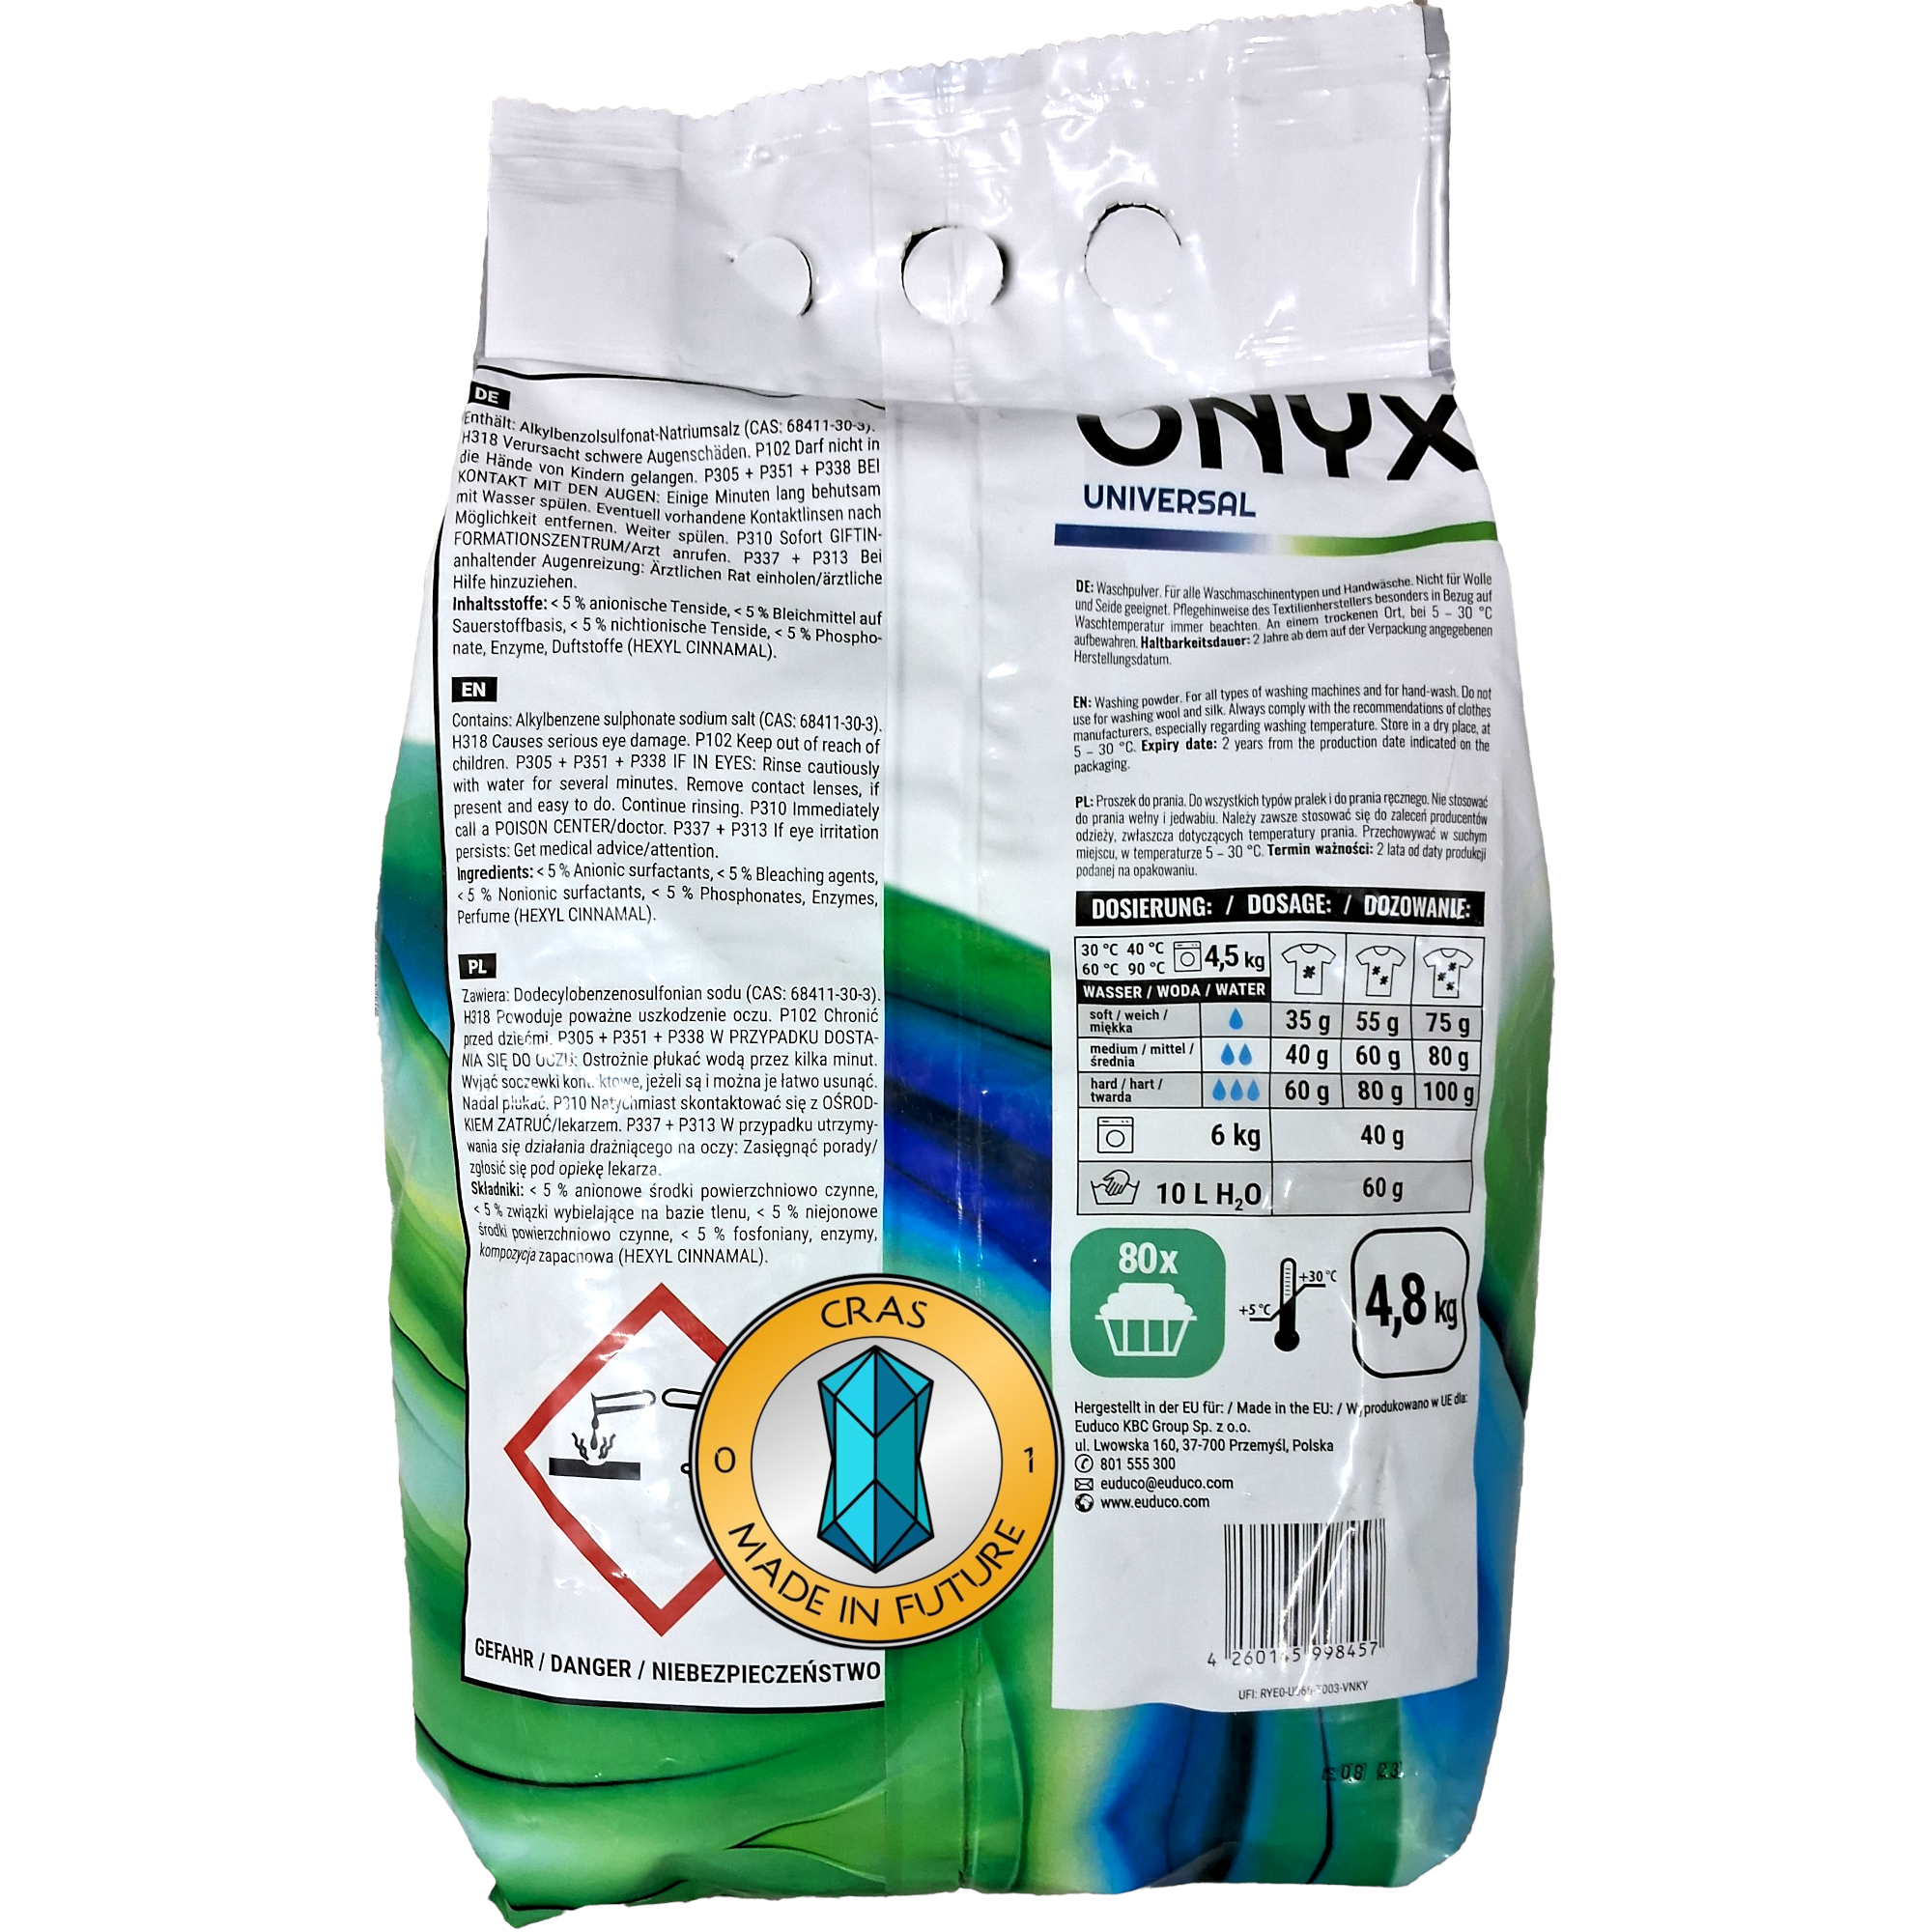 DE
Enthält: Alkylbenzolsulfonat-Natriumsalz (CAS: 68411-30-3).
H318 Verursacht schwere Augenschäden. P102 Darf nicht in
die Hände von Kindern gelangen. P305 + P351 + P338 BEI
KONTAKT MIT DEN AUGEN: Einige Minuten lang behutsam
mit Wasser spülen. Eventuell vorhandene Kontaktlinsen nach
Möglichkeit entfernen. Weiter spülen. P310 Sofort GIFTIN-
FORMATIONSZENTRUM/Arzt anrufen. P337 + P313 Bei
anhaltender Augenreizung: Ärztlichen Rat einholen/ärztliche
Hilfe hinzuziehen.
Inhaltsstoffe: < 5 % anionische Tenside, < 5 % Bleichmittel auf
Sauerstoffbasis, < 5 % nichtionische Tenside, < 5 % Phospho-
nate, Enzyme, Duftstoffe (HEXYL CINNAMAL).
EN
Contains: Alkylbenzene sulphonate sodium salt (CAS: 68411-30-3).
H318 Causes serious eye damage. P102 Keep out of reach of
children. P305 + P351 + P338 IF IN EYES: Rinse cautiously
with water for several minutes. Remove contact lenses, if
present and easy to do. Continue rinsing. P310 Immediately
call a POISON CENTER/doctor. P337 + P313 If eye irritation
persists: Get medical advice/attention.
Ingredients: < 5 % Anionic surfactants, < 5 % Bleaching agents,
< 5 % Nonionic surfactants, < 5 % Phosphonates, Enzymes,
Perfume (HEXYL CINNAMAL).
PL
Zawiera: Dodecylobenzenosulfonian sodu (CAS: 68411-30-3).
H318 Powoduje poważne uszkodzenie oczu. P102 Chronić
przed dziećmi. P305 + P351 + P338 W PRZYPADKU DOSTA-
NIA SIĘ DO OCZU: Ostrożnie płukać wodą przez kilka minut.
Wyjąć soczewki kontaktowe, jeżeli są i można je łatwo usunąć.
Nadal płukać. P310 Natychmiast skontaktować się z OŚROD-
KIEM ZATRUĆ/lekarzem. P337 + P313 W przypadku utrzymy-
wania się działania drażniącego na oczy: Zasięgnąć porady/
zgłosić się pod opiekę lekarza.
Składniki: < 5 % anionowe środki powierzchniowo czynne,
< 5 % związki wybielające na bazie tlenu, < 5 % niejonowe
środki powierzchniowo czynne, < 5 % fosfoniany, enzymy,
kompozycja zapachowa (HEXYL CINNAMAL).
GEFAHR / DANGER / NIEBEZPIECZEŃSTWO
CRAS
0 1
MADE IN FUTURE
ONYX
UNIVERSAL
DE: Waschpulver. Für alle Waschmaschinentypen und Handwäsche. Nicht für Wolle
und Seide geeignet. Pflegehinweise des Textilienherstellers besonders in Bezug auf
Waschtemperatur immer beachten. An einem trockenen Ort, bei 5 – 30 °C
aufbewahren. Haltbarkeitsdauer: 2 Jahre ab dem auf der Verpackung angegebenen
Herstellungsdatum.
EN: Washing powder. For all types of washing machines and for hand-wash. Do not
use for washing wool and silk. Always comply with the recommendations of clothes
manufacturers, especially regarding washing temperature. Store in a dry place, at
5 – 30 °C. Expiry date: 2 years from the production date indicated on the
packaging.
PL: Proszek do prania. Do wszystkich typów pralek i do prania ręcznego. Nie stosować
do prania wełny i jedwabiu. Należy zawsze stosować się do zaleceń producentów
odzieży, zwłaszcza dotyczących temperatury prania. Przechowywać w suchym
miejscu, w temperaturze 5 – 30 °C. Termin ważności: 2 lata od daty produkcji
podanej na opakowaniu.
DOSIERUNG: / DOSAGE: / DOZOWANIE:
30 °C 40 °C
60 °C 90 °C
4,5 kg
WASSER / WODA / WATER
soft / weich /
miękka
35 g 55 g 75 g
medium / mittel /
średnia
40 g 60 g 80 g
hard / hart /
twarda
60 g 80 g 100 g
6 kg 40 g
10 L H₂O 60 g
80x
+5 °C
+30 °C
4,8 kg
Hergestellt in der EU für: / Made in the EU: / Wyprodukowano w UE dla:
Euduco KBC Group Sp. z o.o.
ul. Lwowska 160, 37-700 Przemyśl, Polska
801 555 300
euduco@euduco.com
www.euduco.com
4 260145 998457
UFI:
08 23